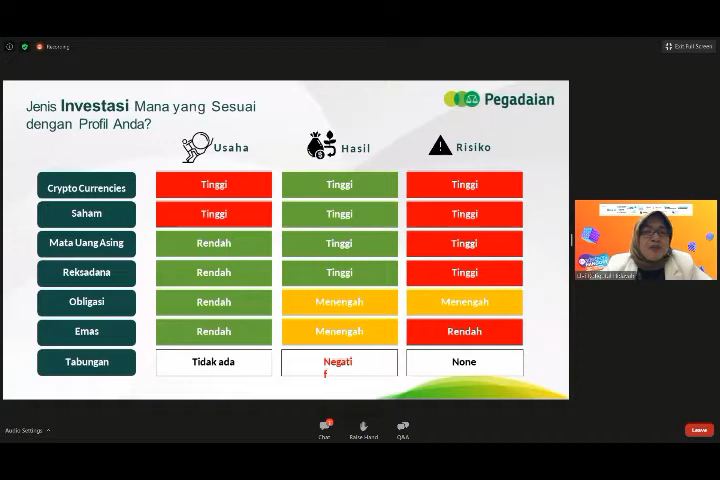 Recording
Exit Full Screen
Jenis Investasi Mana yang Sesuai
dengan Profil Anda?
Pegadaian
Usaha
Hasil
Risiko
Crypto Currencies
Tinggi
Tinggi
Tinggi
Saham
Tinggi
Tinggi
Tinggi
Mata Uang Asing
Rendah
Tinggi
Tinggi
Reksadana
Rendah
Tinggi
Tinggi
Obligasi
Rendah
Menengah
Menengah
Emas
Rendah
Menengah
Rendah
Tabungan
Tidak ada
Negati
f
None
Audio Settings
Chat
Raise Hand
Q&A
Leave